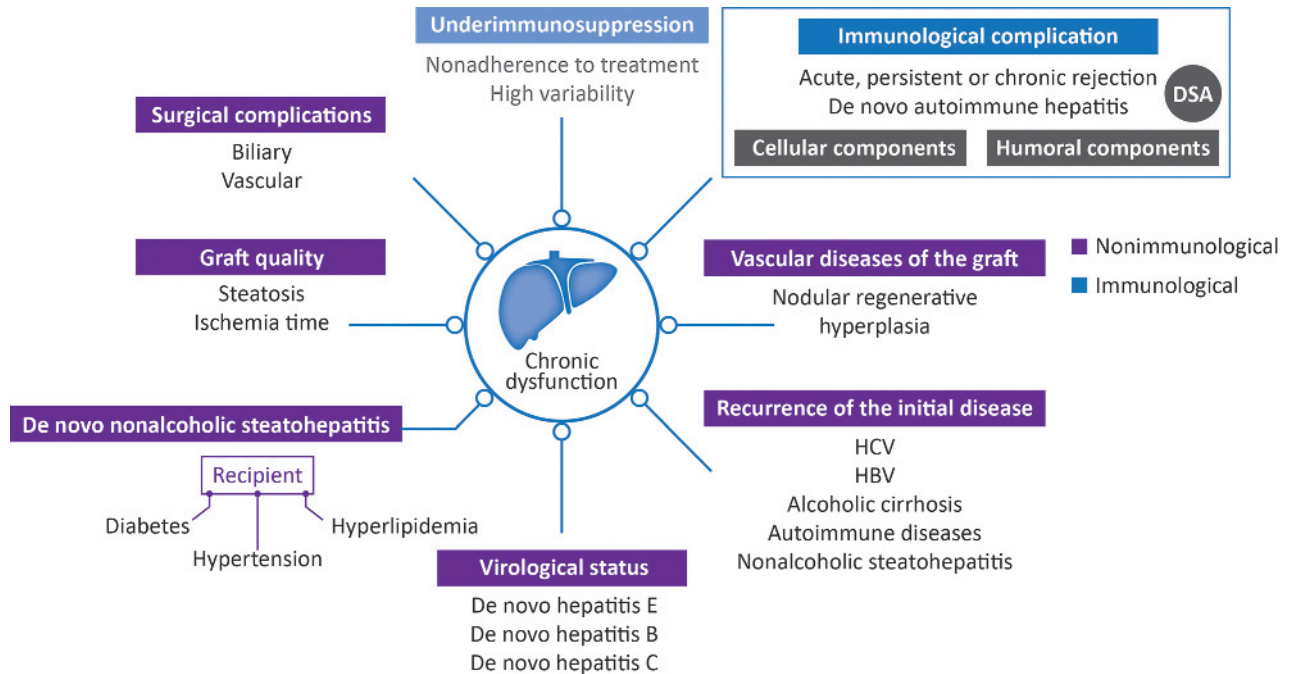 Underimmunosuppression
Nonadherence to treatment
High variability
Immunological complication
Acute, persistent or chronic rejection
De novo autoimmune hepatitis
DSA
Cellular components
Humoral components
Surgical complications
Biliary
Vascular
Graft quality
Steatosis
Ischemia time
Vascular diseases of the graft
Nodular regenerative
hyperplasia
Nonimmunological
Immunological
Chronic
dysfunction
De novo nonalcoholic steatohepatitis
Recipient
Diabetes
Hypertension
Hyperlipidemia
Recurrence of the initial disease
HCV
HBV
Alcoholic cirrhosis
Autoimmune diseases
Nonalcoholic steatohepatitis
Virological status
De novo hepatitis E
De novo hepatitis B
De novo hepatitis C